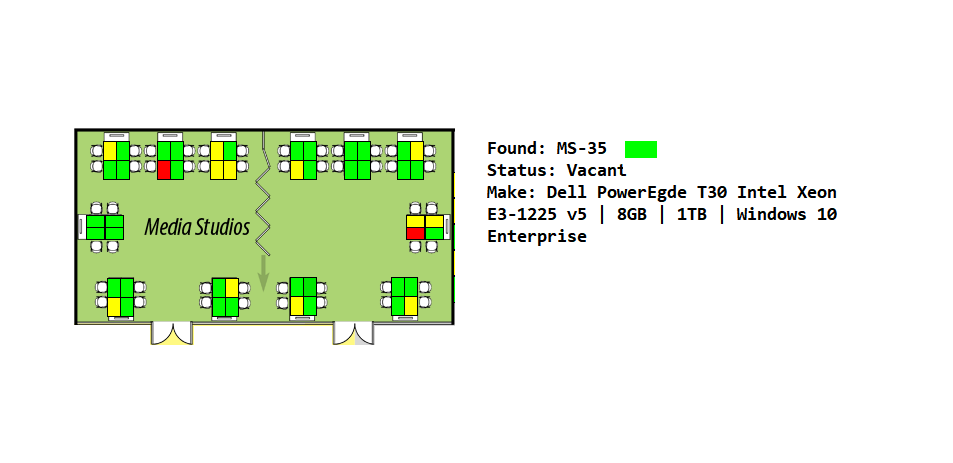 Media Studios
Found: MS-35
Status: Vacant
Make: Dell PowerEgde T30 Intel Xeon
E3-1225 v5 | 8GB | 1TB | Windows 10
Enterprise